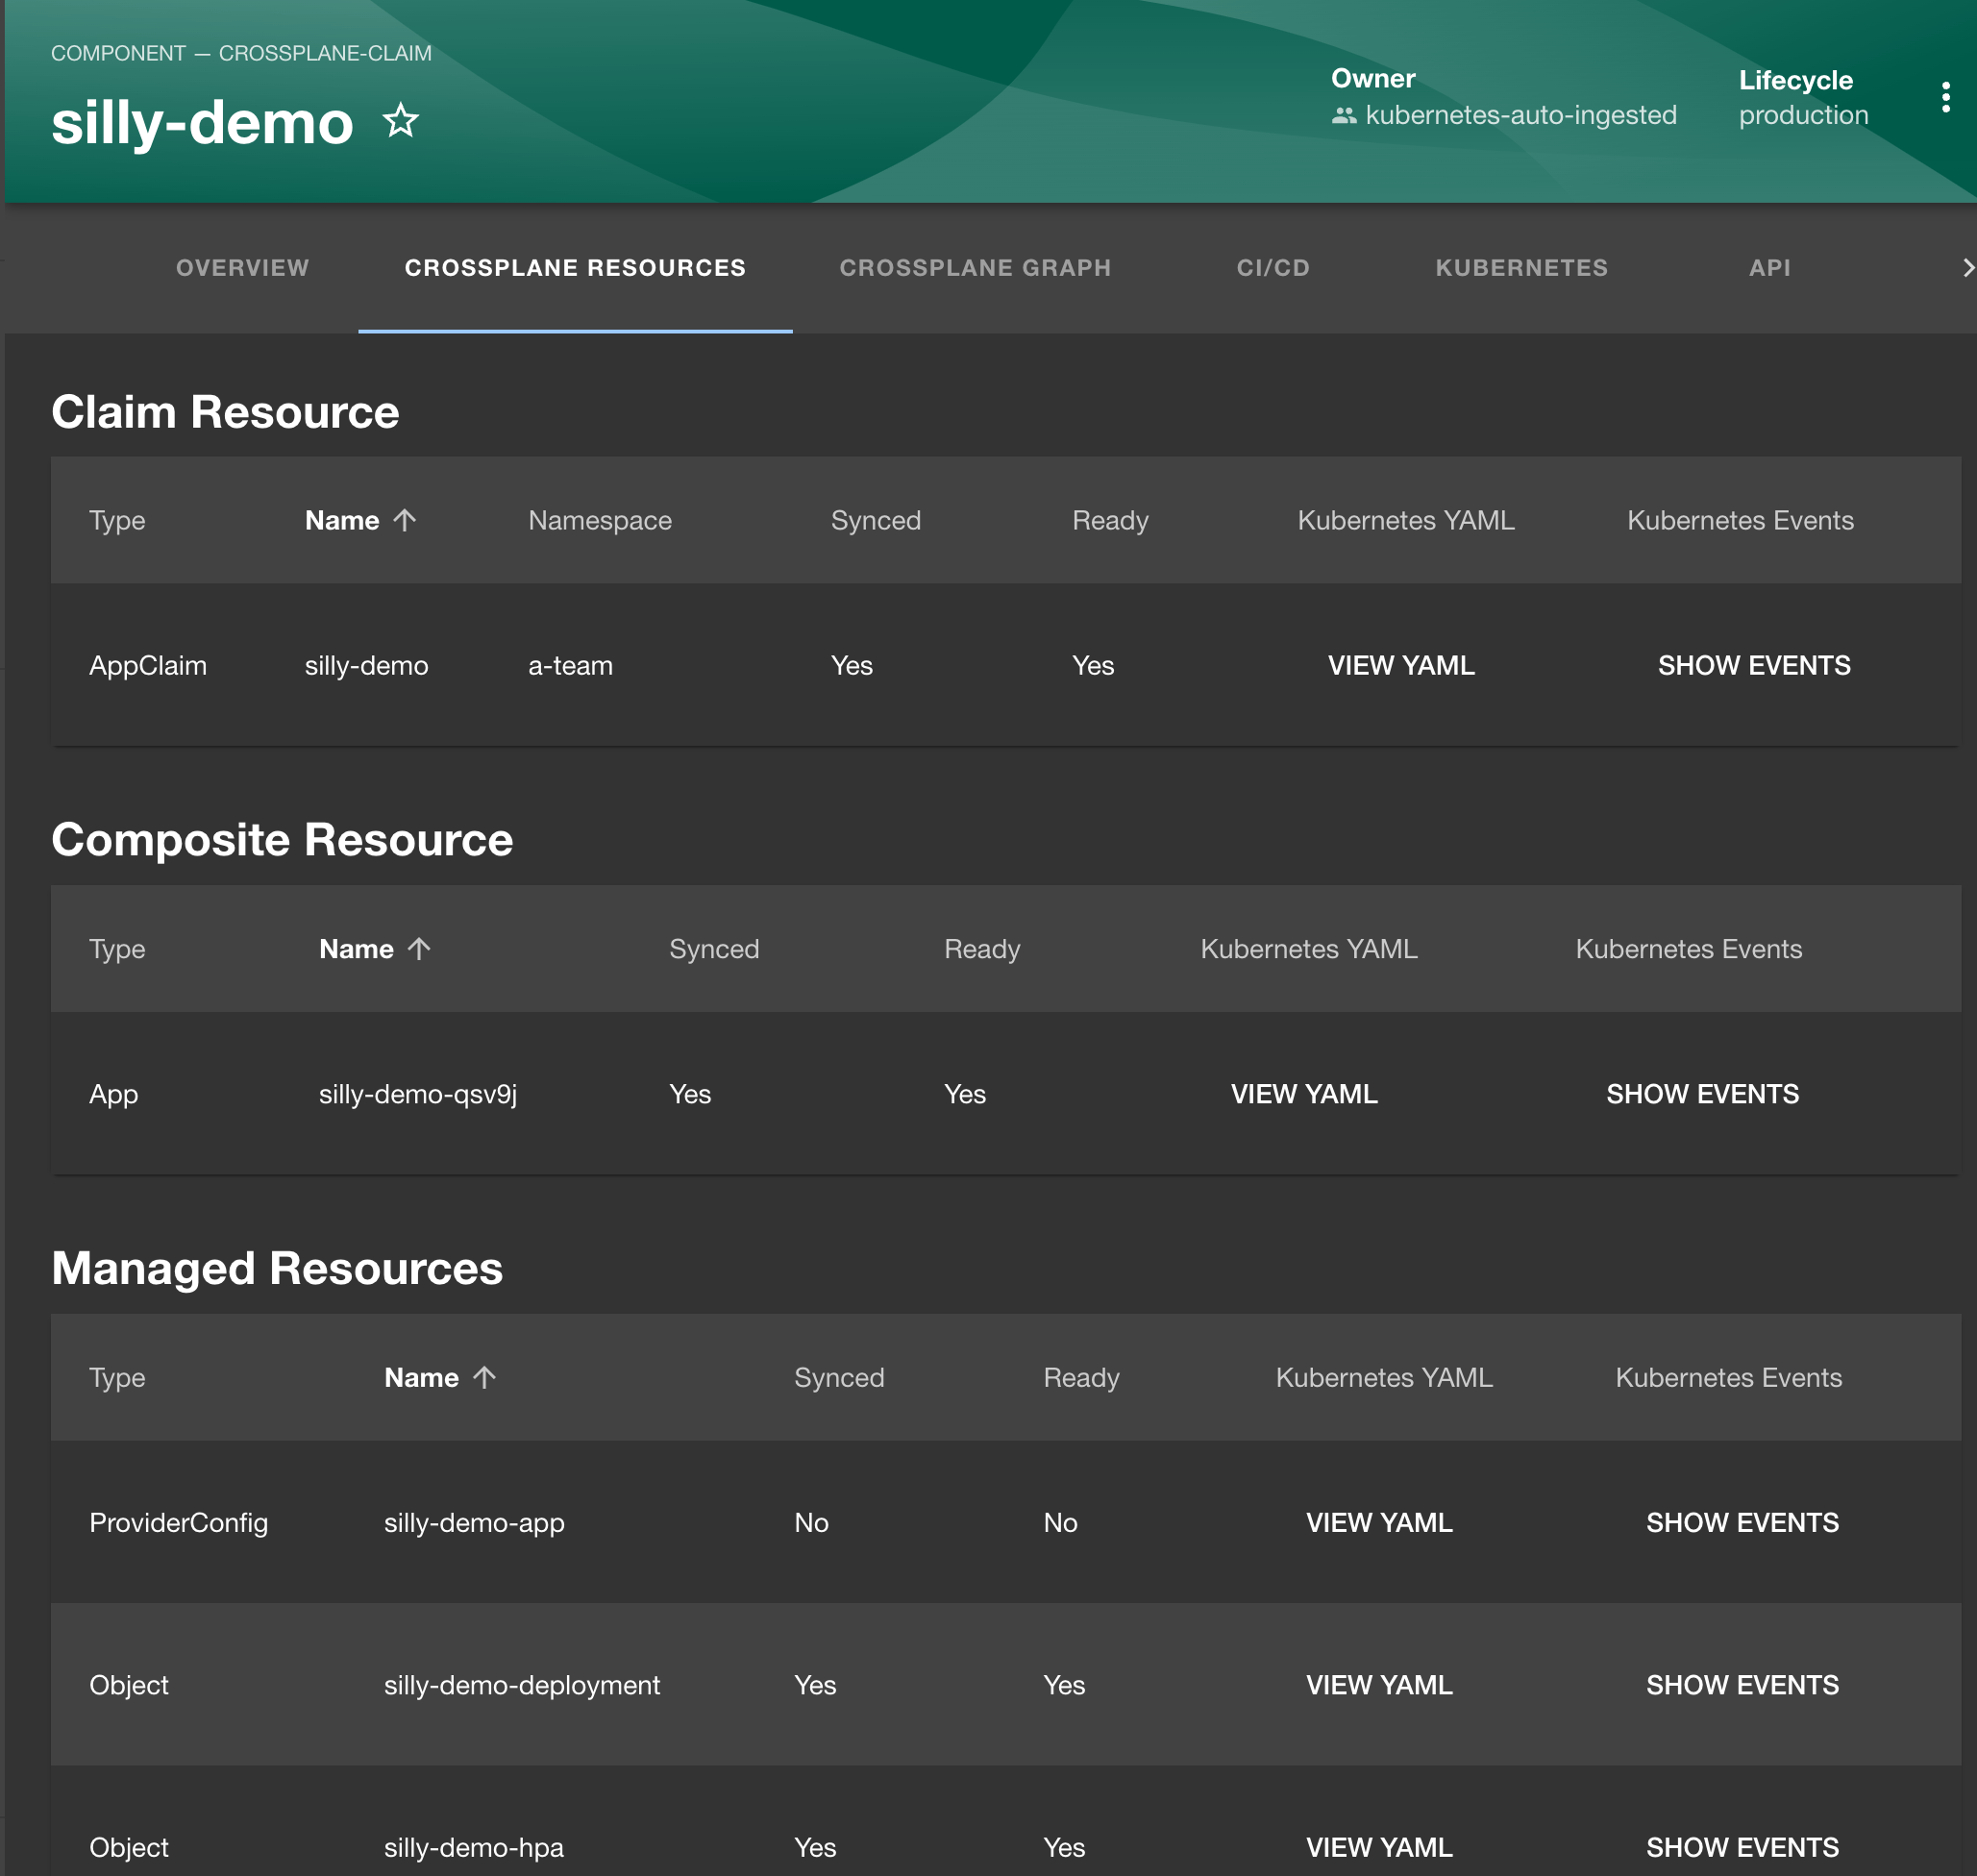 COMPONENT — CROSSPLANE-CLAIM
silly-demo
Owner
kubernetes-auto-ingested
Lifecycle
production
OVERVIEW CROSSPLANE RESOURCES CROSSPLANE GRAPH CI/CD KUBERNETES API
Claim Resource
Type Name Namespace Synced Ready Kubernetes YAML Kubernetes Events
AppClaim silly-demo a-team Yes Yes VIEW YAML SHOW EVENTS
Composite Resource
Type Name Synced Ready Kubernetes YAML Kubernetes Events
App silly-demo-qsv9j Yes Yes VIEW YAML SHOW EVENTS
Managed Resources
Type Name Synced Ready Kubernetes YAML Kubernetes Events
ProviderConfig silly-demo-app No No VIEW YAML SHOW EVENTS
Object silly-demo-deployment Yes Yes VIEW YAML SHOW EVENTS
Object silly-demo-hpa Yes Yes VIEW YAML SHOW EVENTS